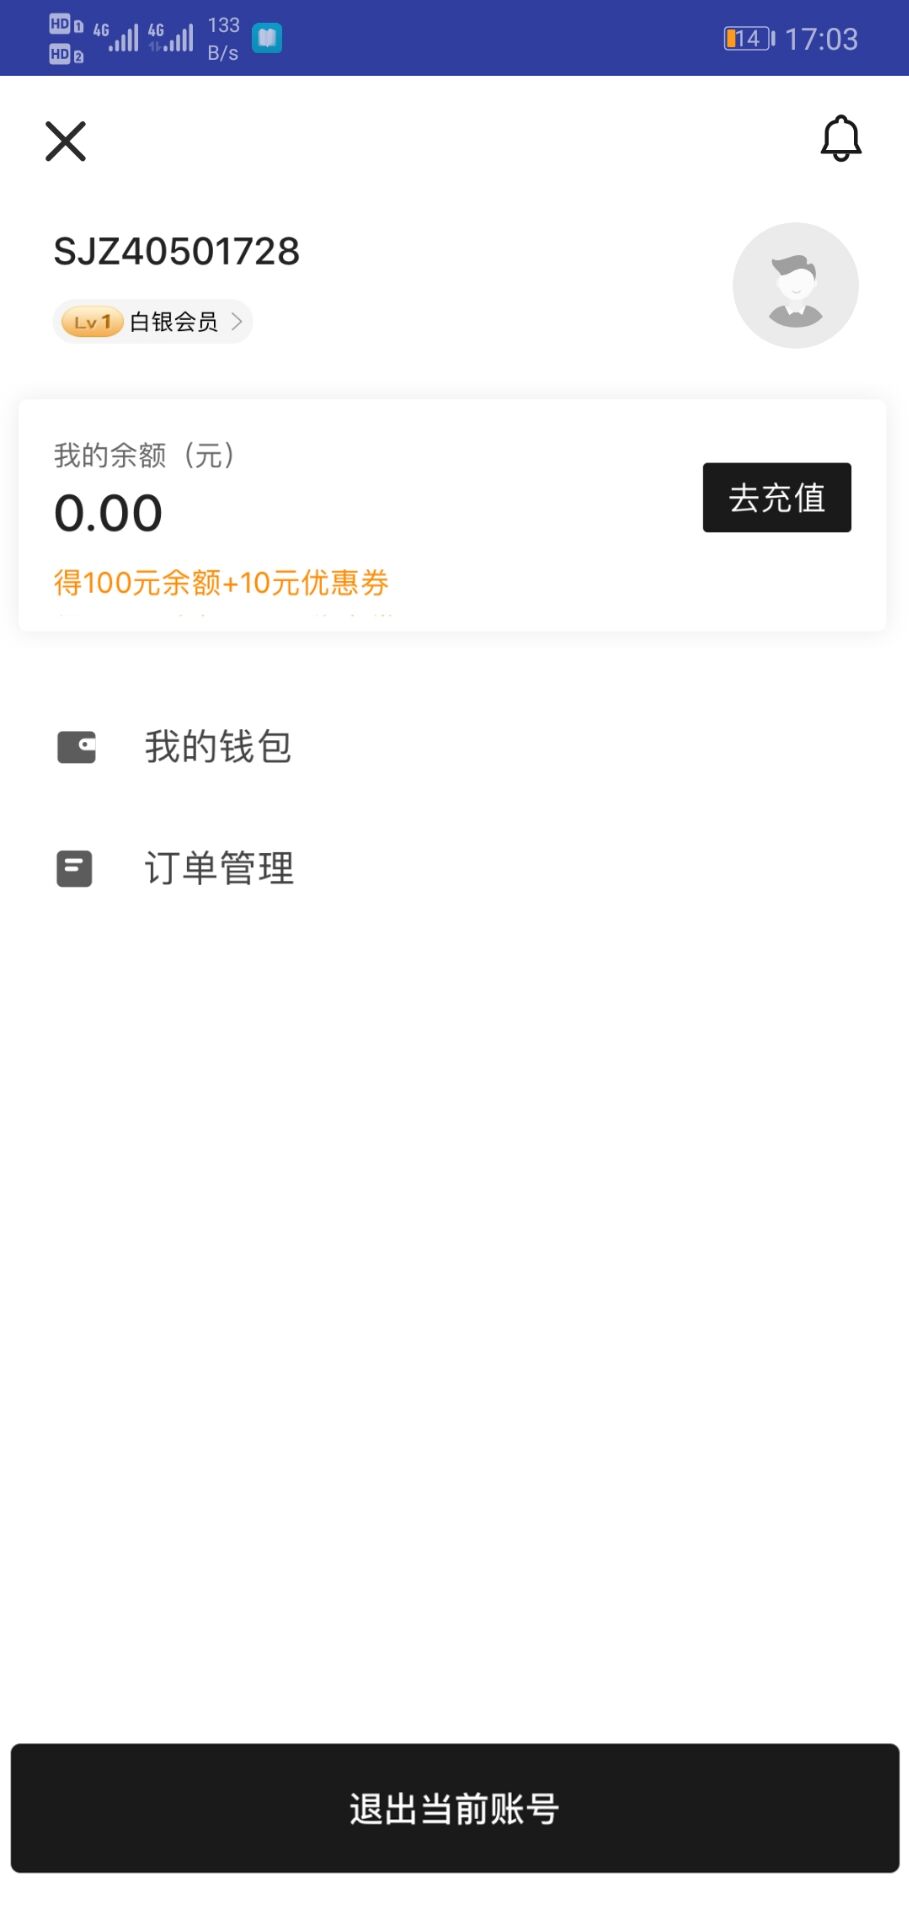 HD 1 4G 4G 133
HD 2 B/s
14 17:03
SJZ40501728
Lv1 白银会员
我的余额（元）
0.00
去充值
得100元余额+10元优惠券
我的钱包
订单管理
退出当前账号